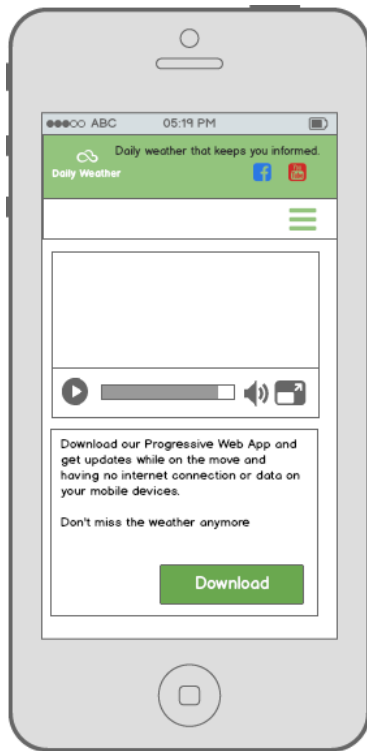 ABC 05:19 PM
Daily weather that keeps you informed.
Daily Weather
You
Tube
Download our Progressive Web App and
get updates while on the move and
having no internet connection or data on
your mobile devices.
Don't miss the weather anymore
Download